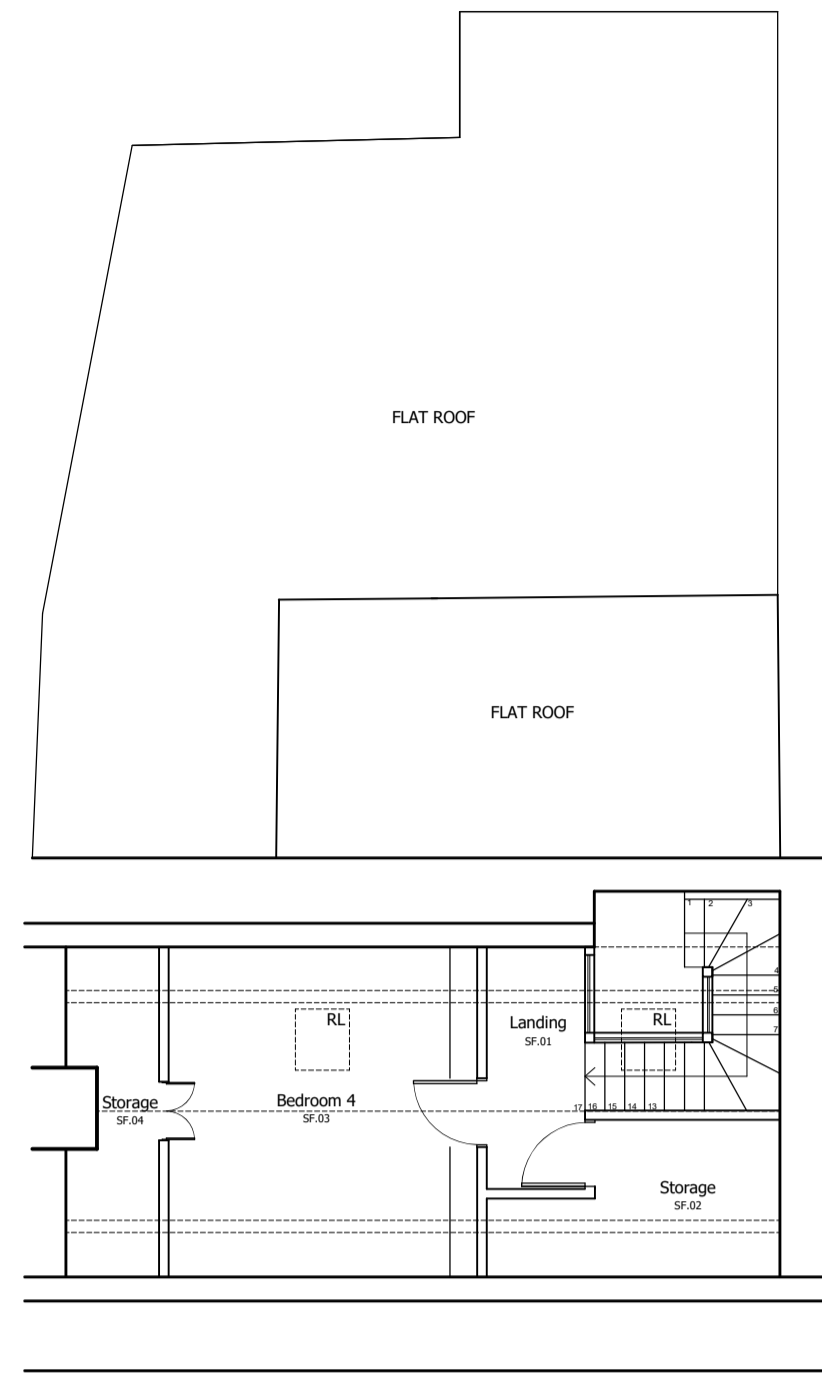 FLAT ROOF
FLAT ROOF
1 2 3
4
5
6
7
RL
RL
Landing
SF.01
Storage
SF.04
Bedroom 4
SF.03
17 16 15 14 13
Storage
SF.02